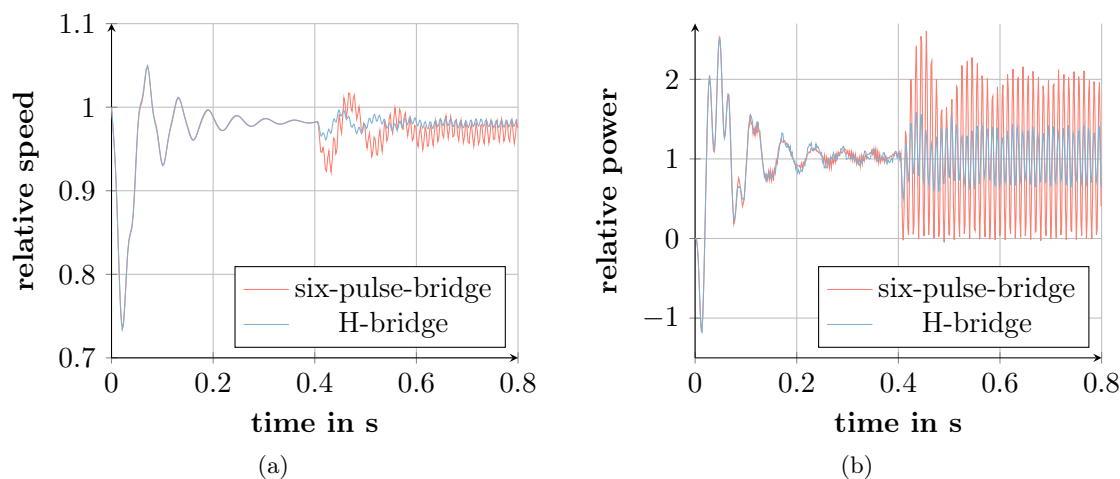 1.1
1
0.9
0.8
0.7
relative speed
six-pulse-bridge
H-bridge
0
0.2
0.4
0.6
0.8
time in s
(a)
2
1
0
−1
relative power
six-pulse-bridge
H-bridge
0
0.2
0.4
0.6
0.8
time in s
(b)